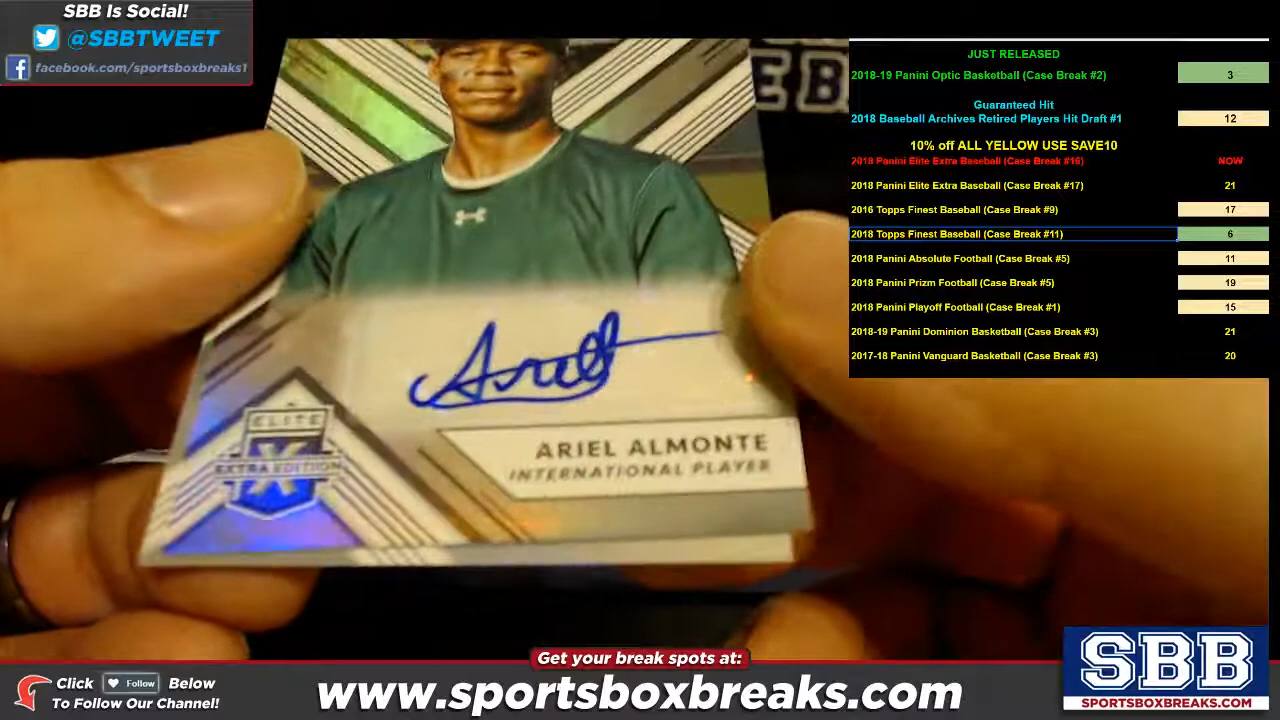 SBB Is Social!
@SBBTWEET
facebook.com/sportsboxbreaks1
E B
Ariel
ELITE
X
EXTRA EDITION
ARIEL ALMONTE
INTERNATIONAL PLAYER
JUST RELEASED
2018-19 Panini Optic Basketball (Case Break #2) 3
Guaranteed Hit
2018 Baseball Archives Retired Players Hit Draft #1 12
10% off ALL YELLOW USE SAVE10
2018 Panini Elite Extra Baseball (Case Break #16) NOW
2018 Panini Elite Extra Baseball (Case Break #17) 21
2016 Topps Finest Baseball (Case Break #9) 17
2018 Topps Finest Baseball (Case Break #11) 6
2018 Panini Absolute Football (Case Break #5) 11
2018 Panini Prizm Football (Case Break #5) 19
2018 Panini Playoff Football (Case Break #1) 15
2018-19 Panini Dominion Basketball (Case Break #3) 21
2017-18 Panini Vanguard Basketball (Case Break #3) 20
Get your break spots at:
Click Follow Below
To Follow Our Channel!
www.sportsboxbreaks.com
SBB
SPORTSBOXBREAKS.COM